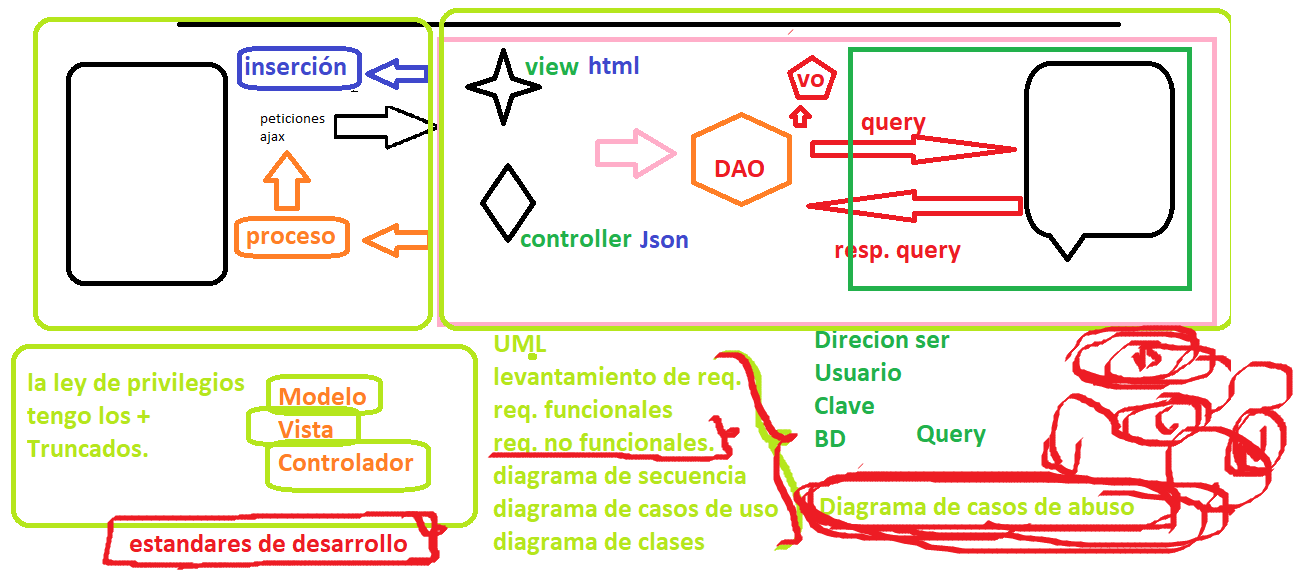 inserción
view html
vo
peticiones
ajax
query
DAO
proceso
controller Json
resp. query
la ley de privilegios
tengo los +
Truncados.
Modelo
Vista
Controlador
estandares de desarrollo
UML
levantamiento de req.
req. funcionales
req. no funcionales.
diagrama de secuencia
diagrama de casos de uso
diagrama de clases
Direcion ser
Usuario
Clave
BD
Query
Diagrama de casos de abuso